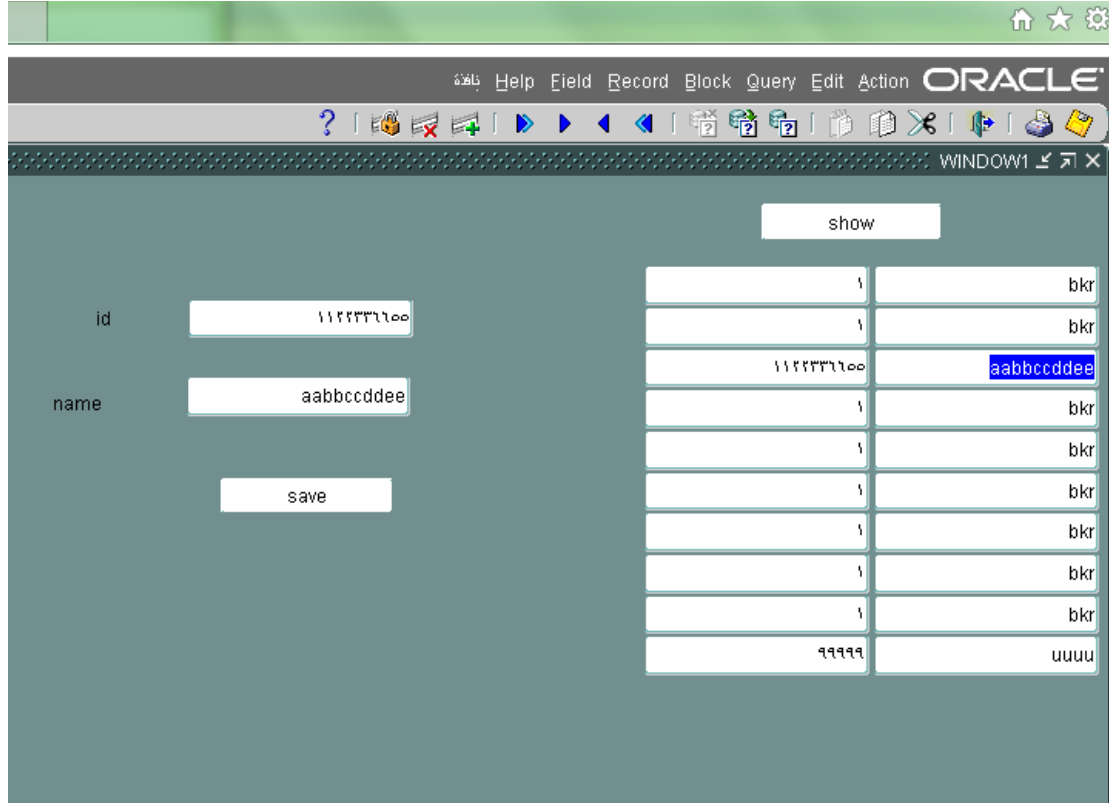 نافذة Help Field Record Block Query Edit Action ORACLE
WINDOW1
show
id ١١٢٢٣٣٦٦٥٥
name aabbccddee
save
١ bkr
١ bkr
١١٢٢٣٣٦٦٥٥ aabbccddee
١ bkr
١ bkr
١ bkr
١ bkr
١ bkr
١ bkr
٩٩٩٩٩ uuuu